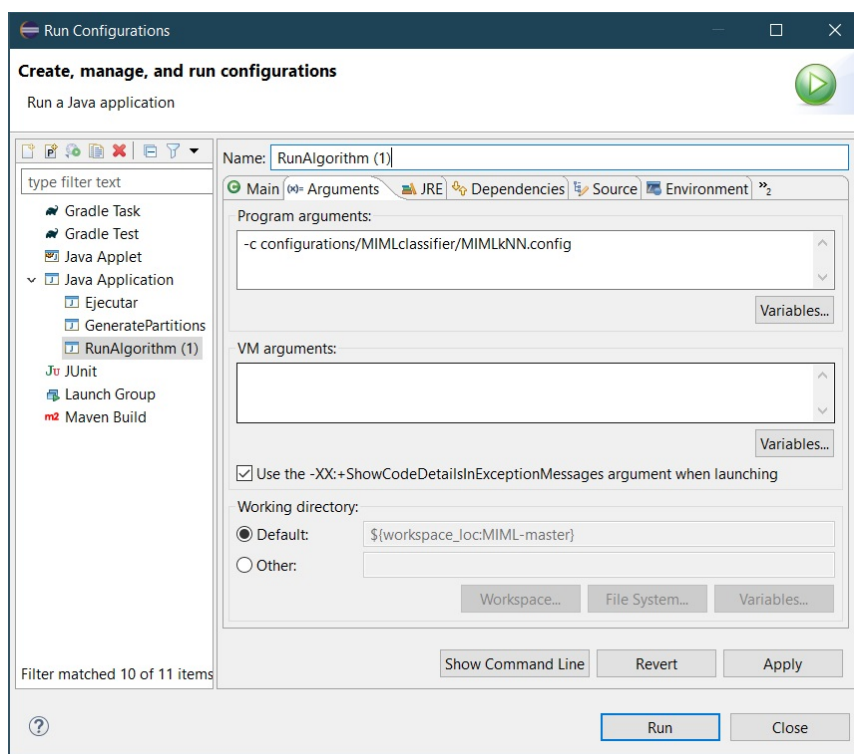 Run Configurations
Create, manage, and run configurations
Run a Java application
type filter text
Gradle Task
Gradle Test
Java Applet
Java Application
Ejecutar
GeneratePartitions
RunAlgorithm (1)
JUnit
Launch Group
Maven Build
Filter matched 10 of 11 items
Name: RunAlgorithm (1)
Main (x)= Arguments JRE Dependencies Source Environment »2
Program arguments:
-c configurations/MIMLclassifier/MIMLkNN.config
Variables...
VM arguments:
Variables...
Use the -XX:+ShowCodeDetailsInExceptionMessages argument when launching
Working directory:
Default: ${workspace_loc:MIML-master}
Other:
Workspace... File System... Variables...
Show Command Line Revert Apply
Run Close